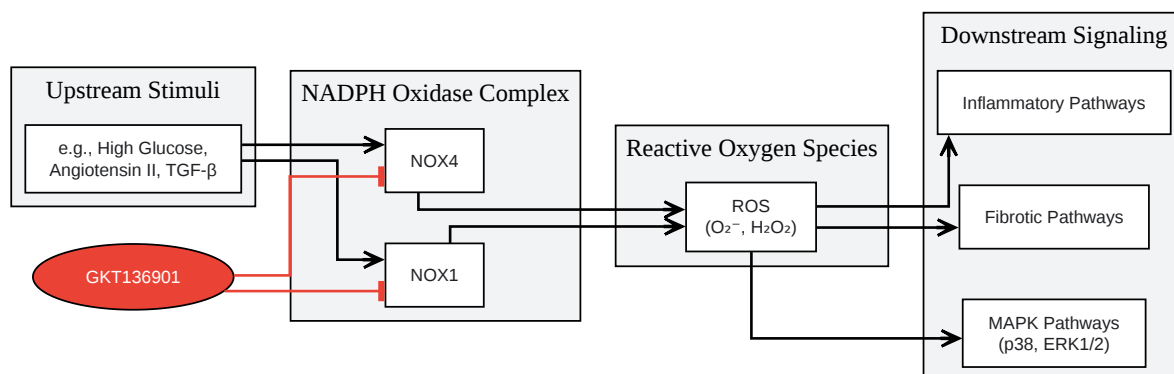 Upstream Stimuli
e.g., High Glucose,
Angiotensin II, TGF-β
GKT136901
NADPH Oxidase Complex
NOX4
NOX1
Reactive Oxygen Species
ROS
(O₂⁻, H₂O₂)
Downstream Signaling
Inflammatory Pathways
Fibrotic Pathways
MAPK Pathways
(p38, ERK1/2)